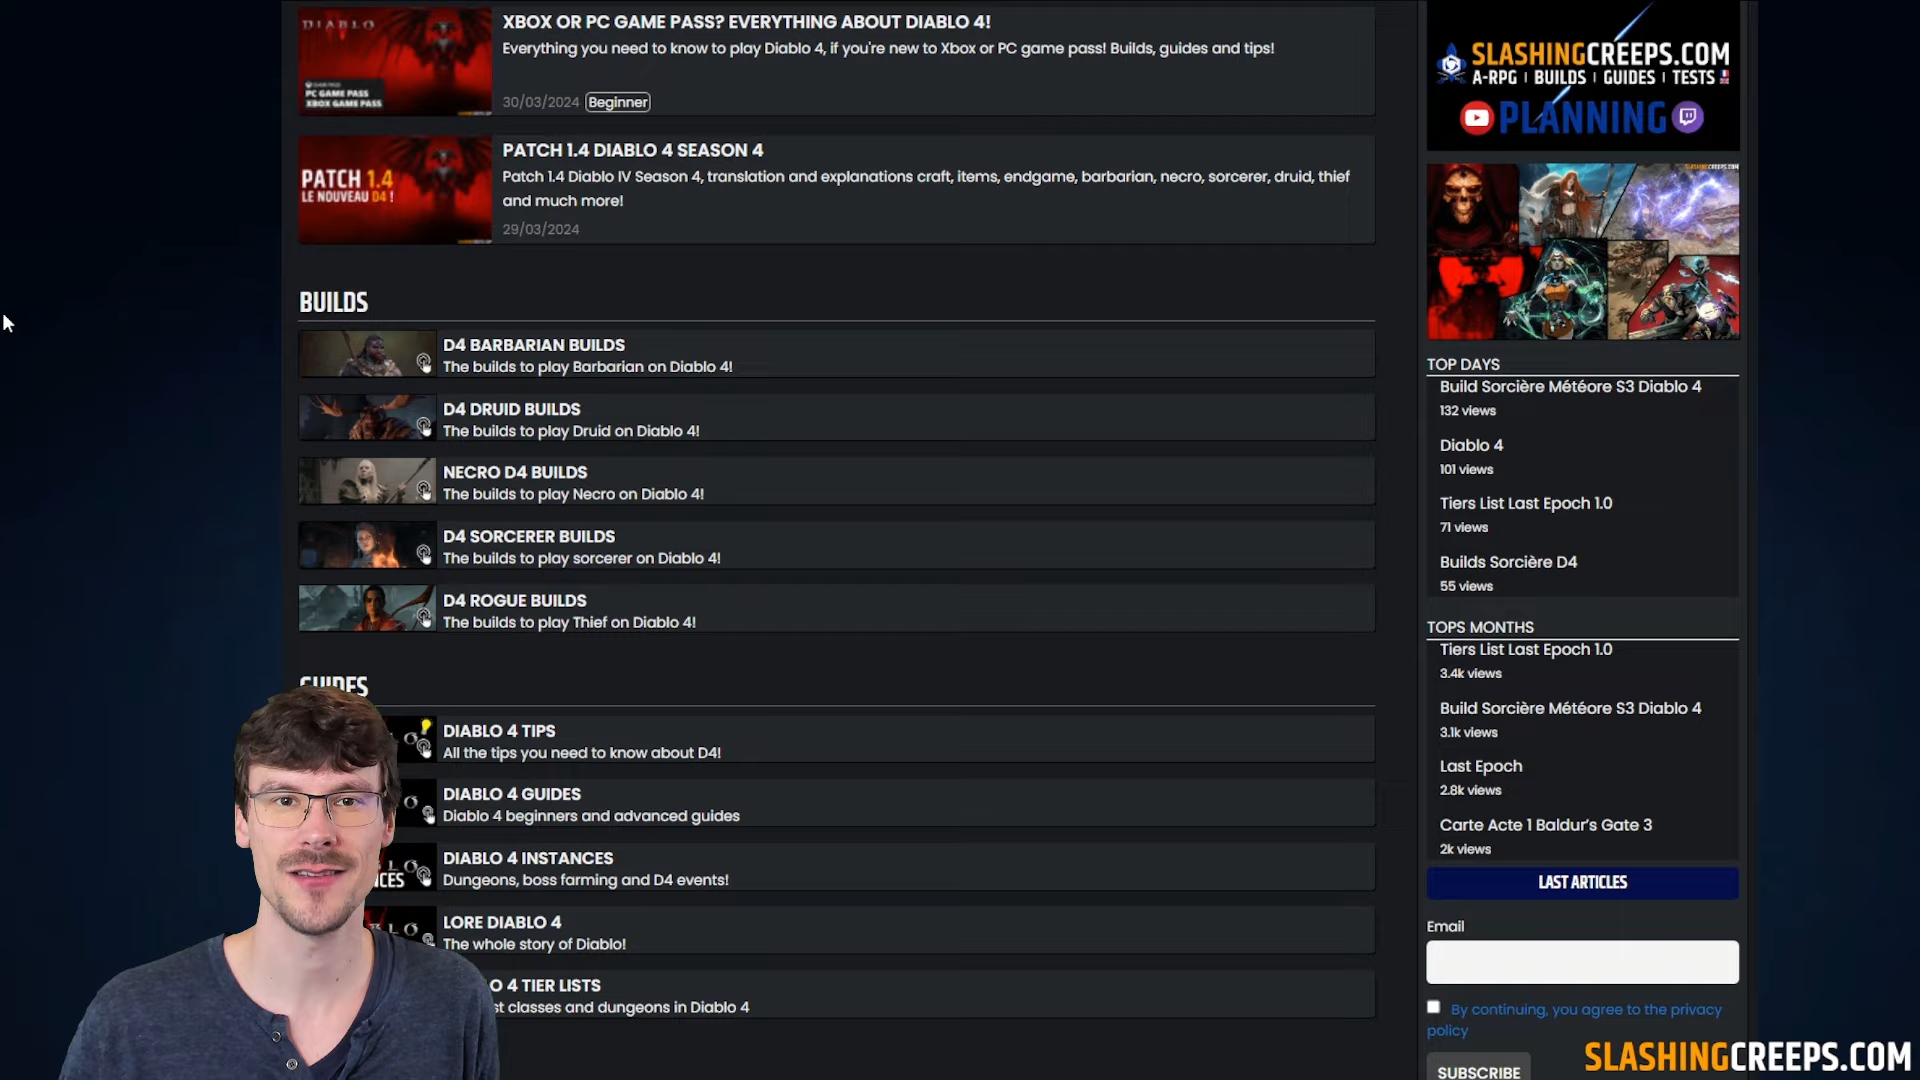 DIABLO
PC GAME PASS
XBOX GAME PASS
XBOX OR PC GAME PASS? EVERYTHING ABOUT DIABLO 4!
Everything you need to know to play Diablo 4, if you're new to Xbox or PC game pass! Builds, guides and tips!
30/03/2024 Beginner
PATCH 1.4
LE NOUVEAU D4 !
PATCH 1.4 DIABLO 4 SEASON 4
Patch 1.4 Diablo IV Season 4, translation and explanations craft, items, endgame, barbarian, necro, sorcerer, druid, thief
and much more!
29/03/2024
BUILDS
D4 BARBARIAN BUILDS
The builds to play Barbarian on Diablo 4!
D4 DRUID BUILDS
The builds to play Druid on Diablo 4!
NECRO D4 BUILDS
The builds to play Necro on Diablo 4!
D4 SORCERER BUILDS
The builds to play sorcerer on Diablo 4!
D4 ROGUE BUILDS
The builds to play Thief on Diablo 4!
GUIDES
DIABLO 4 TIPS
All the tips you need to know about D4!
DIABLO 4 GUIDES
Diablo 4 beginners and advanced guides
DIABLO 4 INSTANCES
Dungeons, boss farming and D4 events!
LORE DIABLO 4
The whole story of Diablo!
O 4 TIER LISTS
st classes and dungeons in Diablo 4
SLASHINGCREEPS.COM
A-RPG | BUILDS | GUIDES | TESTS
PLANNING
SLASHINGCREEPS.COM
TOP DAYS
Build Sorcière Météore S3 Diablo 4
132 views
Diablo 4
101 views
Tiers List Last Epoch 1.0
71 views
Builds Sorcière D4
55 views
TOPS MONTHS
Tiers List Last Epoch 1.0
3.4k views
Build Sorcière Météore S3 Diablo 4
3.1k views
Last Epoch
2.8k views
Carte Acte 1 Baldur's Gate 3
2k views
LAST ARTICLES
Email
By continuing, you agree to the privacy
policy
SUBSCRIBE
SLASHINGCREEPS.COM